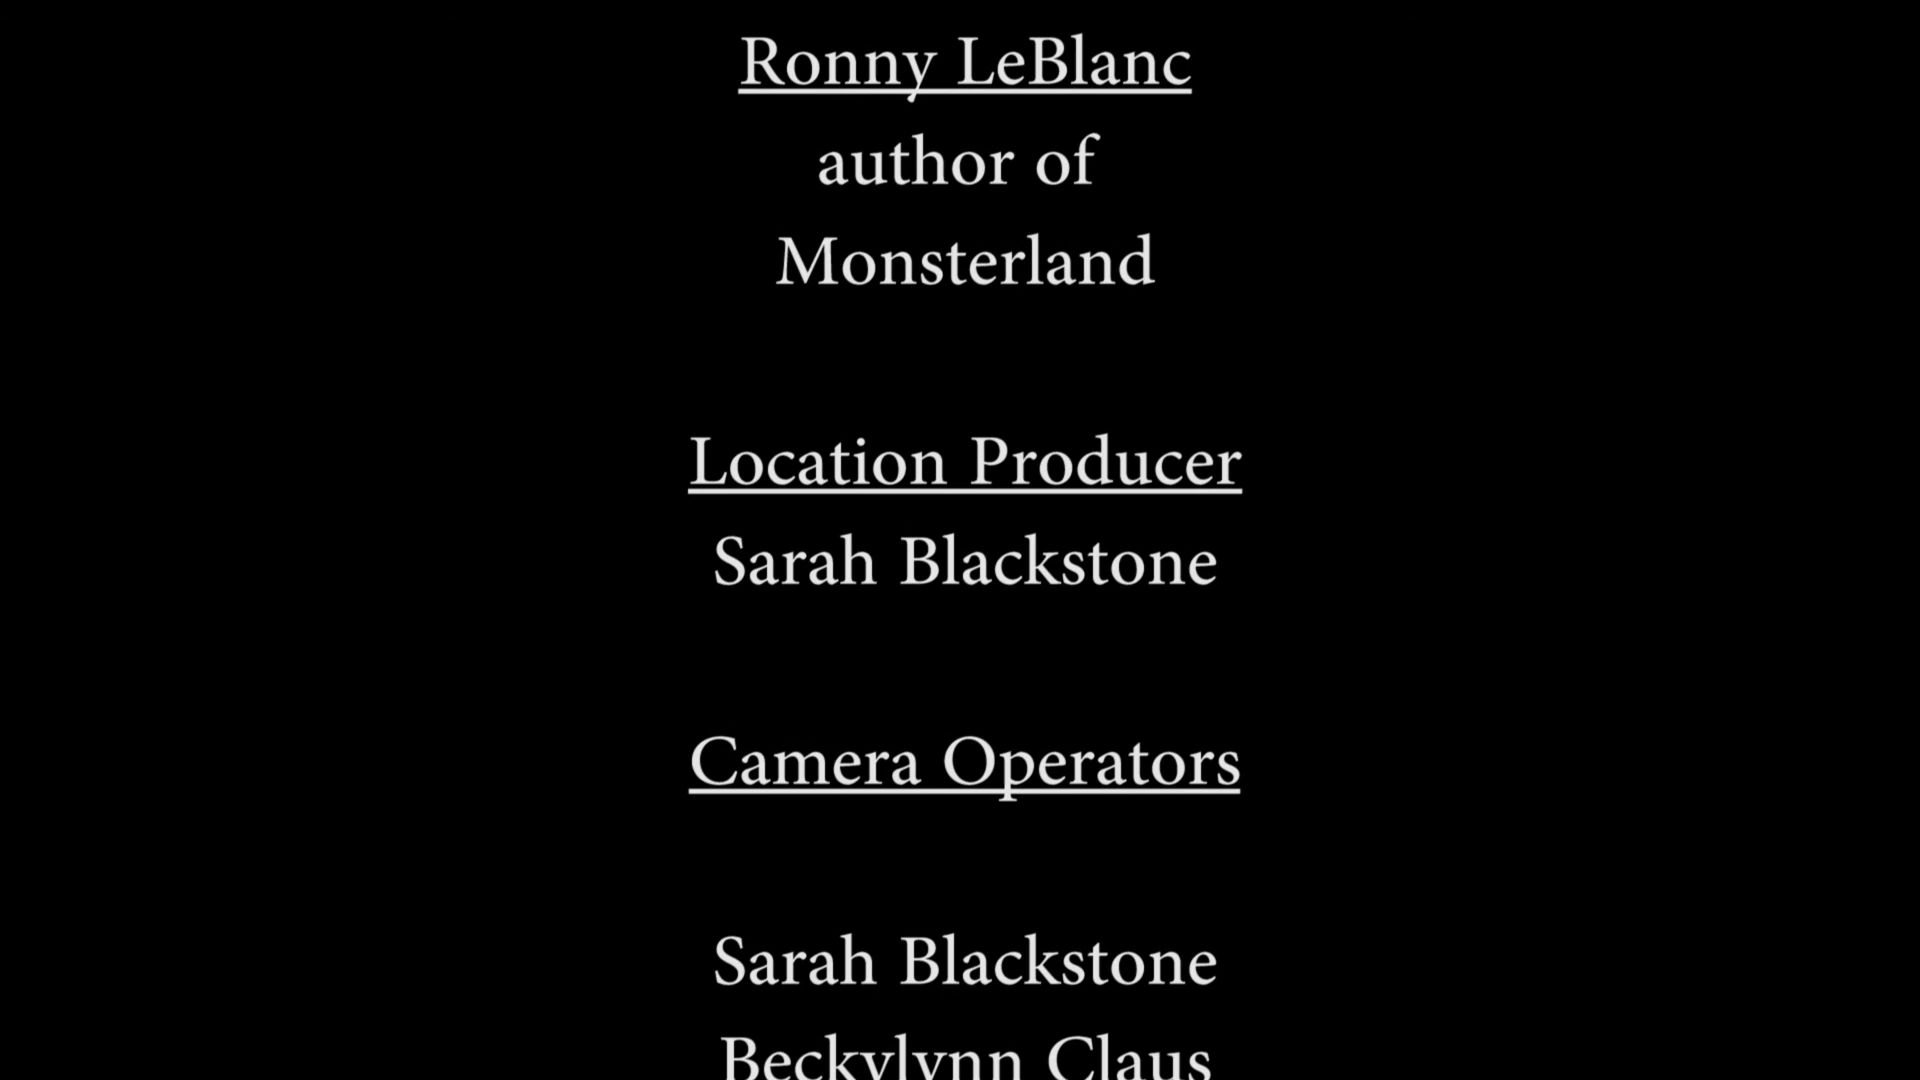 Ronny LeBlanc
author of
Monsterland
Location Producer
Sarah Blackstone
Camera Operators
Sarah Blackstone
Beckylynn Claus